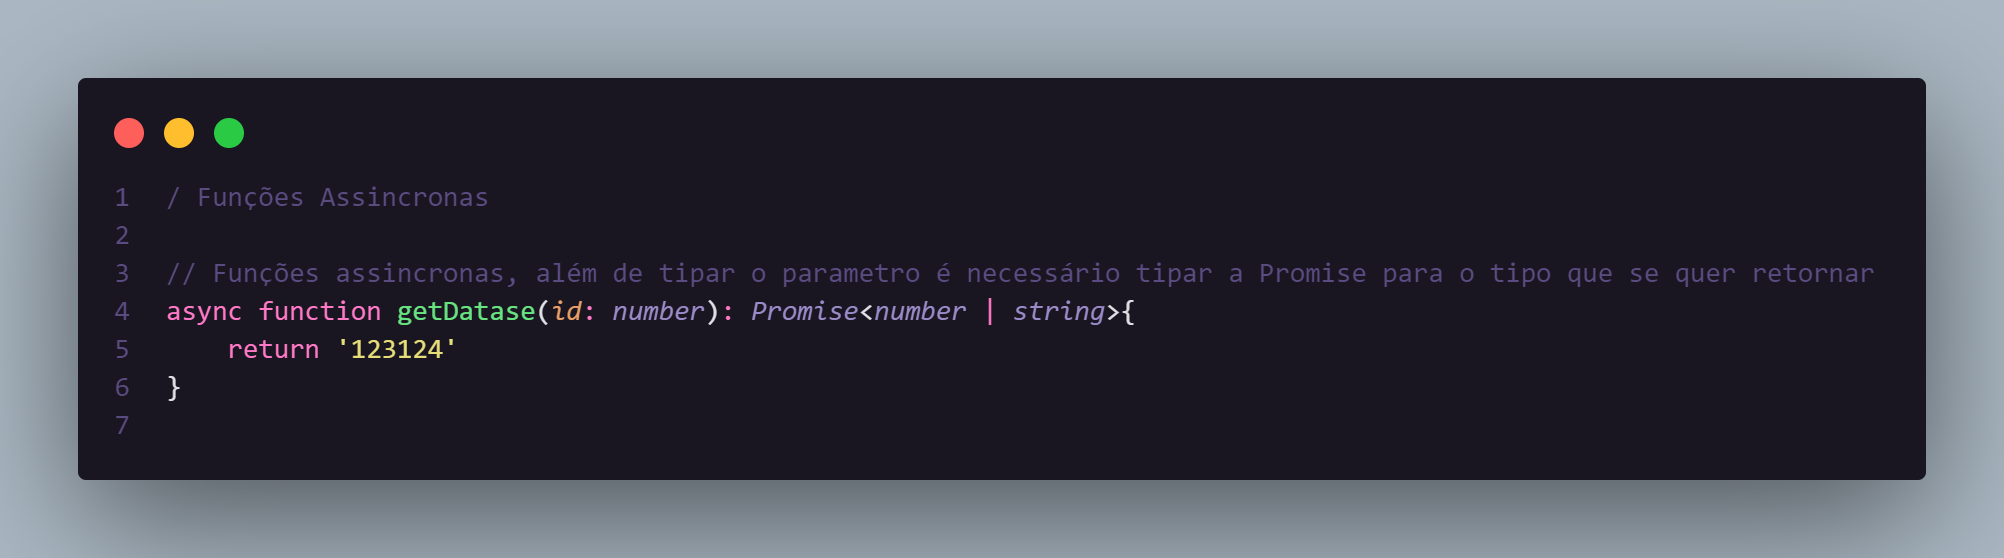 1 / Funções Assincronas
2
3 // Funções assincronas, além de tipar o parametro é necessário tipar a Promise para o tipo que se quer retornar
4 async function getDatase(id: number): Promise<number | string>{
5     return '123124'
6 }
7